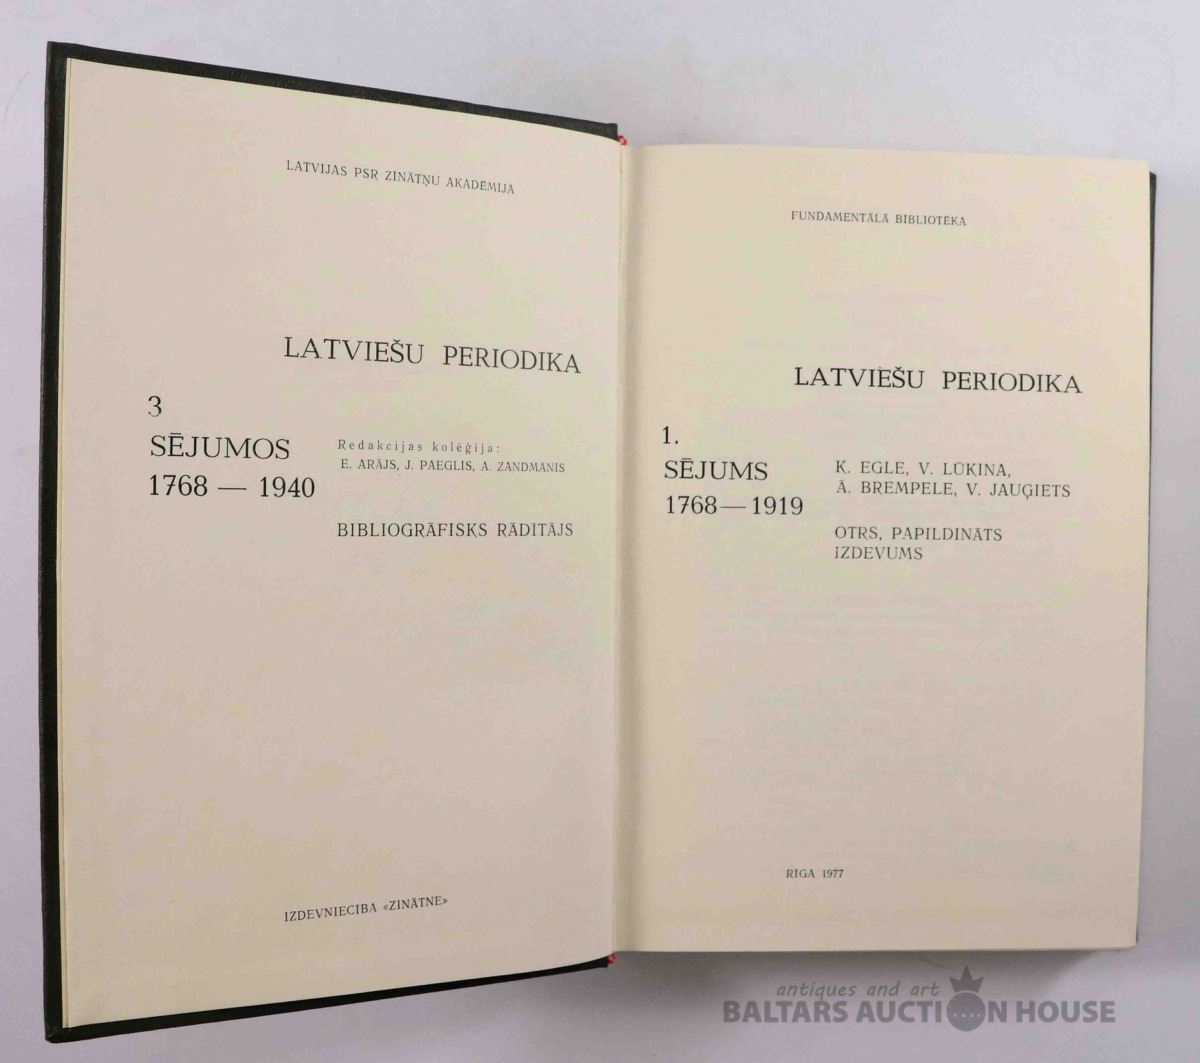 LATVIJAS PSR ZINĀTŅU AKADĒMIJA
LATVIEŠU PERIODIKA
3
SĒJUMOS
1768 — 1940
Redakcijas kolēģija:
E. ARĀJS, J. PAEGLIS, A. ZANDMANIS
BIBLIOGRĀFISKS RĀDĪTĀJS
IZDEVNIECĪBA «ZINĀTNE»
FUNDAMENTĀLĀ BIBLIOTĒKA
LATVIEŠU PERIODIKA
1.
SĒJUMS
1768 — 1919
K. EGLE, V. LŪKINA,
Ā. BREMPELE, V. JAUĢIETS
OTRS, PAPILDINĀTS
IZDEVUMS
RĪGĀ 1977
antiques and art
BALTARS AUCTION HOUSE